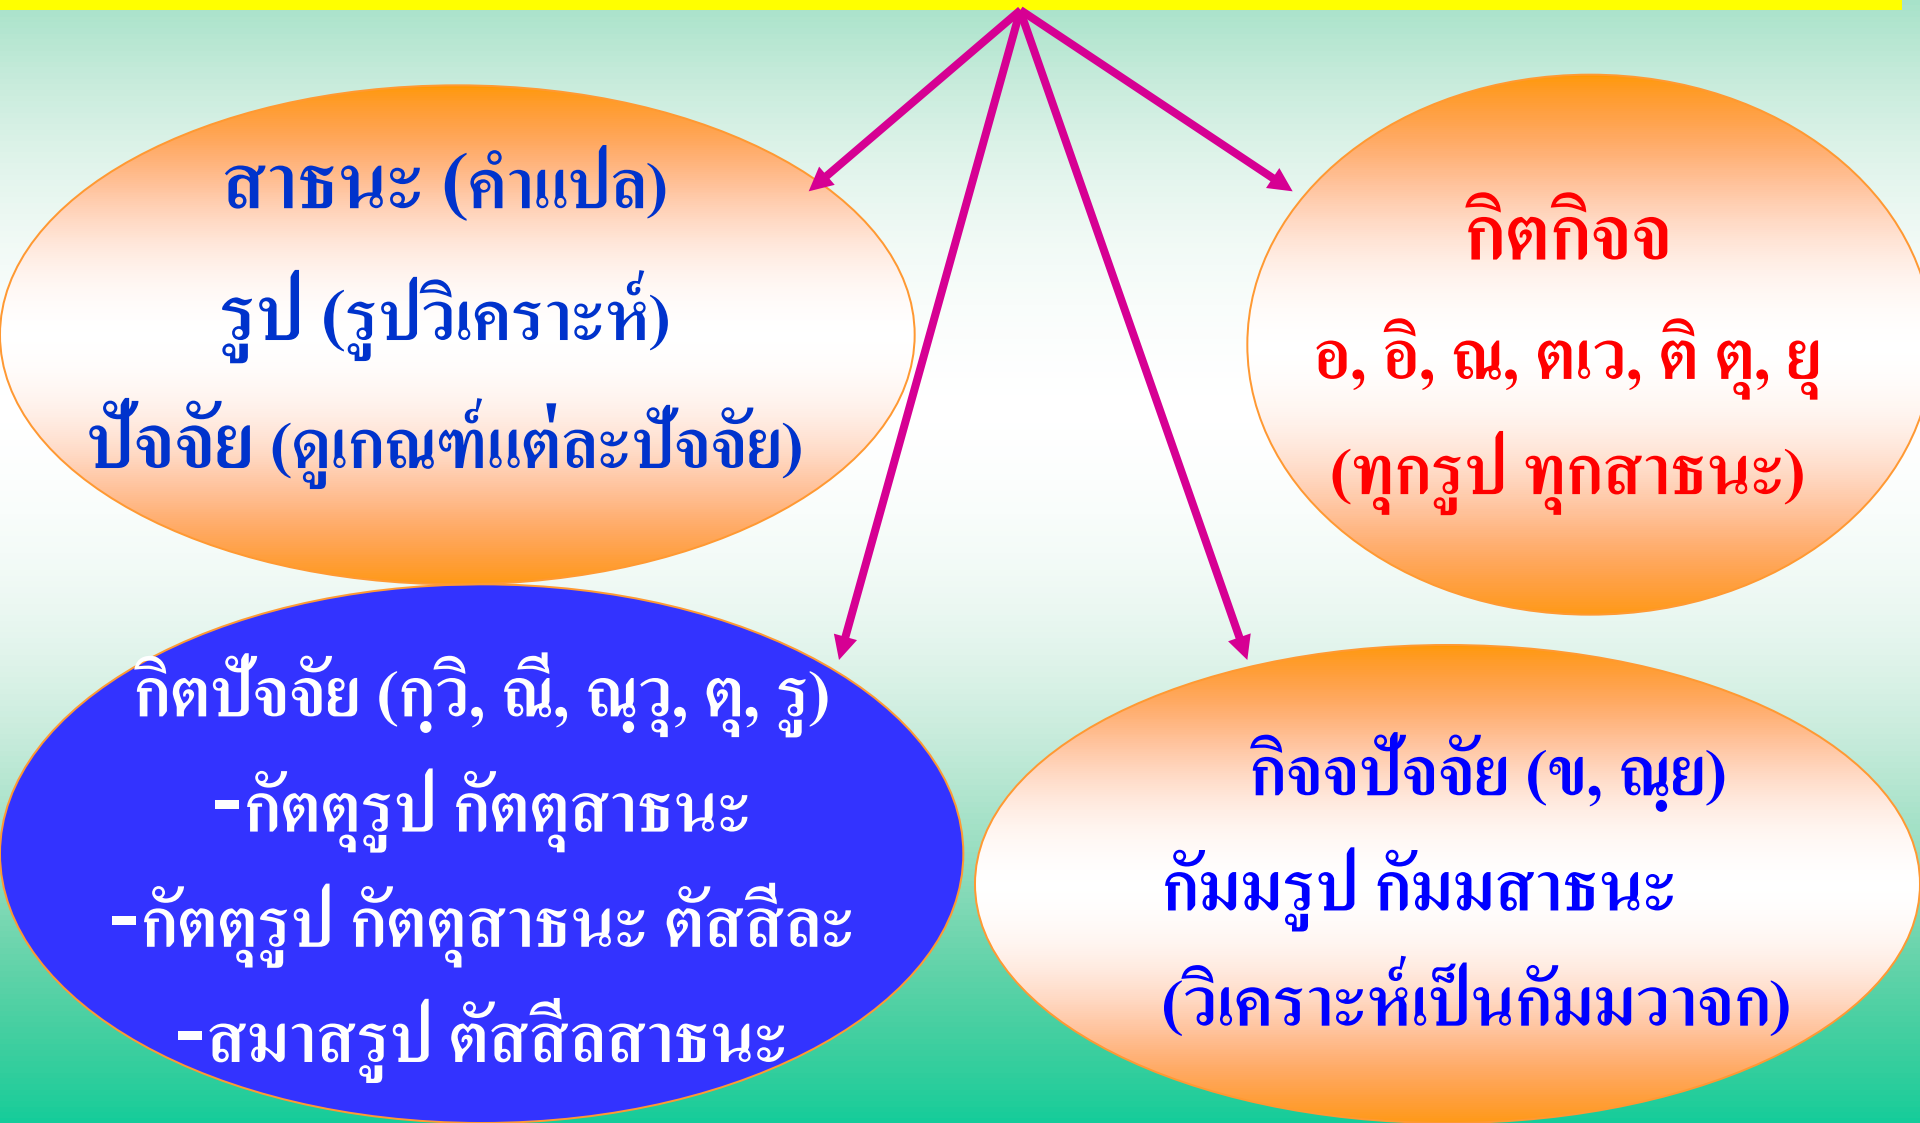 สาธนะ (คำแปล)
รูป (รูปวิเคราะห์)
ปัจจัย (ดูเกณฑ์แต่ละปัจจัย)
กิตกิจจ
อ, อิ, ณ, ตเว, ติ ตุ, ยุ
(ทุกรูป ทุกสาธนะ)
กิตปัจจัย (กฺวิ, ณี, ณฺวุ, ตุ, รู)
-กัตตุรูป กัตตุสาธนะ
-กัตตุรูป กัตตุสาธนะ ตัสสีละ
-สมาสรูป ตัสสีลสาธนะ
กิจจปัจจัย (ข, ณฺย)
กัมมรูป กัมมสาธนะ
(วิเคราะห์เป็นกัมมวาจก)